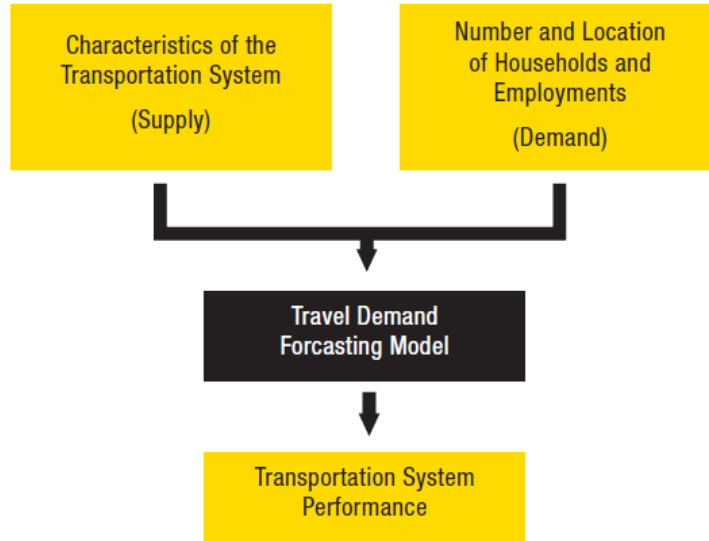 Characteristics of the
Transportation System
(Supply)
Number and Location
of Households and
Employments
(Demand)
Travel Demand
Forcasting Model
Transportation System
Performance